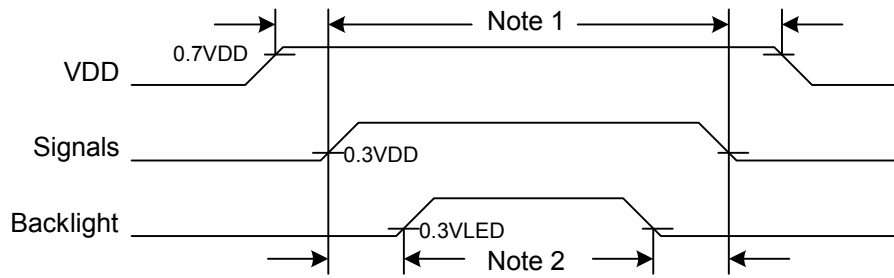 Note 1
0.7VDD
VDD
Signals
0.3VDD
Backlight
0.3VLED
Note 2